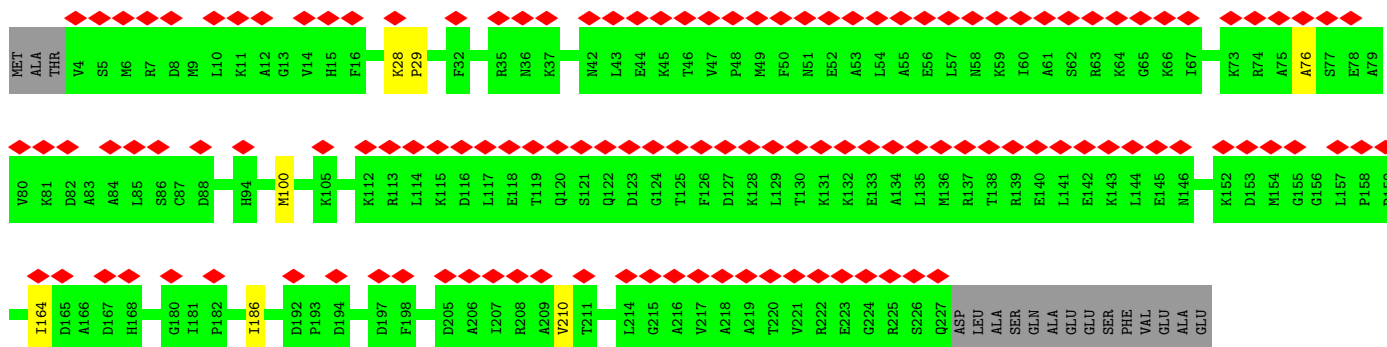 MET ALA THR V4 S5 M6 R7 D8 M9 L10 K11 A12 G13 V14 H15 F16 K28 P29 F32 R35 N36 K37 N42 L43 E44 K45 T46 V47 P48 M49 F50 N51 E52 A53 L54 A55 E56 L57 N58 K59 I60 A61 S62 R63 K64 G65 K66 I67 K73 R74 A75 A76 S77 E78 A79
V80 K81 D82 A83 A84 L85 S86 C87 D88 H94 M100 K105 K112 R113 L114 K115 D116 L117 E118 T119 Q120 S121 Q122 D123 G124 T125 F126 D127 K128 L129 T130 K131 K132 E133 A134 L135 M136 R137 T138 R139 E140 L141 E142 K143 L144 E145 N146 K152 D153 M154 G155 G156 L157 P158
I164 D165 A166 D167 H168 G180 I181 P182 I186 D192 P193 D194 D197 F198 D205 A206 I207 R208 A209 V210 T211 L214 G215 A216 V217 A218 A219 T220 V221 R222 E223 G224 R225 S226 Q227 ASP LEU ALA SER GLN ALA GLU GLU SER PHE VAL GLU ALA GLU